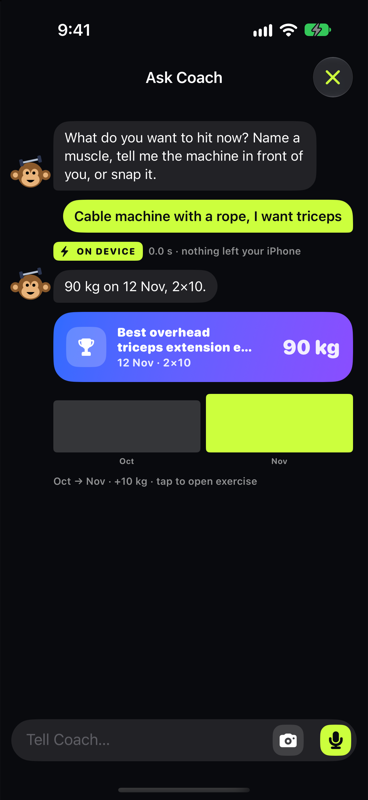 9:41
Ask Coach
What do you want to hit now? Name a
muscle, tell me the machine in front of
you, or snap it.
Cable machine with a rope, I want triceps
ON DEVICE 0.0 s · nothing left your iPhone
90 kg on 12 Nov, 2×10.
Best overhead
triceps extension e...
90 kg
12 Nov · 2×10
Oct
Nov
Oct → Nov · +10 kg · tap to open exercise
Tell Coach...